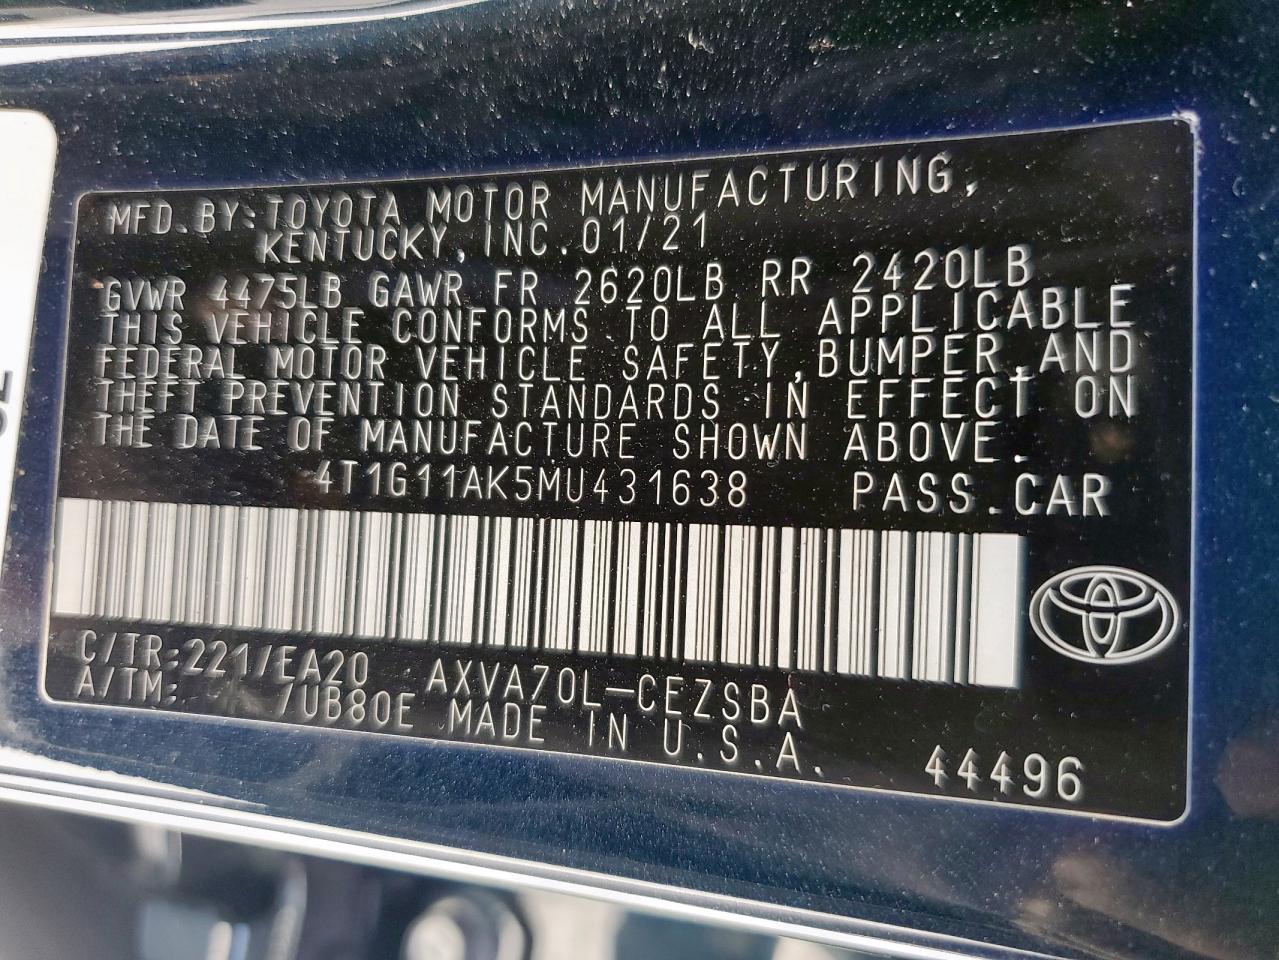 MFD.BY:TOYOTA MOTOR MANUFACTURING,
KENTUCKY,INC.01/21
GVWR 4475LB GAWR FR 2620LB RR 2420LB
THIS VEHICLE CONFORMS TO ALL APPLICABLE
FEDERAL MOTOR VEHICLE SAFETY,BUMPER,AND
THEFT PREVENTION STANDARDS IN EFFECT ON
THE DATE OF MANUFACTURE SHOWN ABOVE.
4T1G11AK5MU431638 PASS.CAR
C/TR:221/EA20 AXVA70L-CEZSBA
A/TM: /UB80E MADE IN U.S.A.
44496